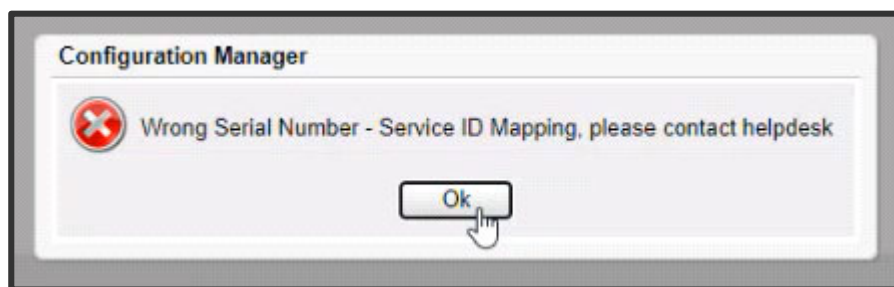 Configuration Manager
Wrong Serial Number - Service ID Mapping, please contact helpdesk
Ok